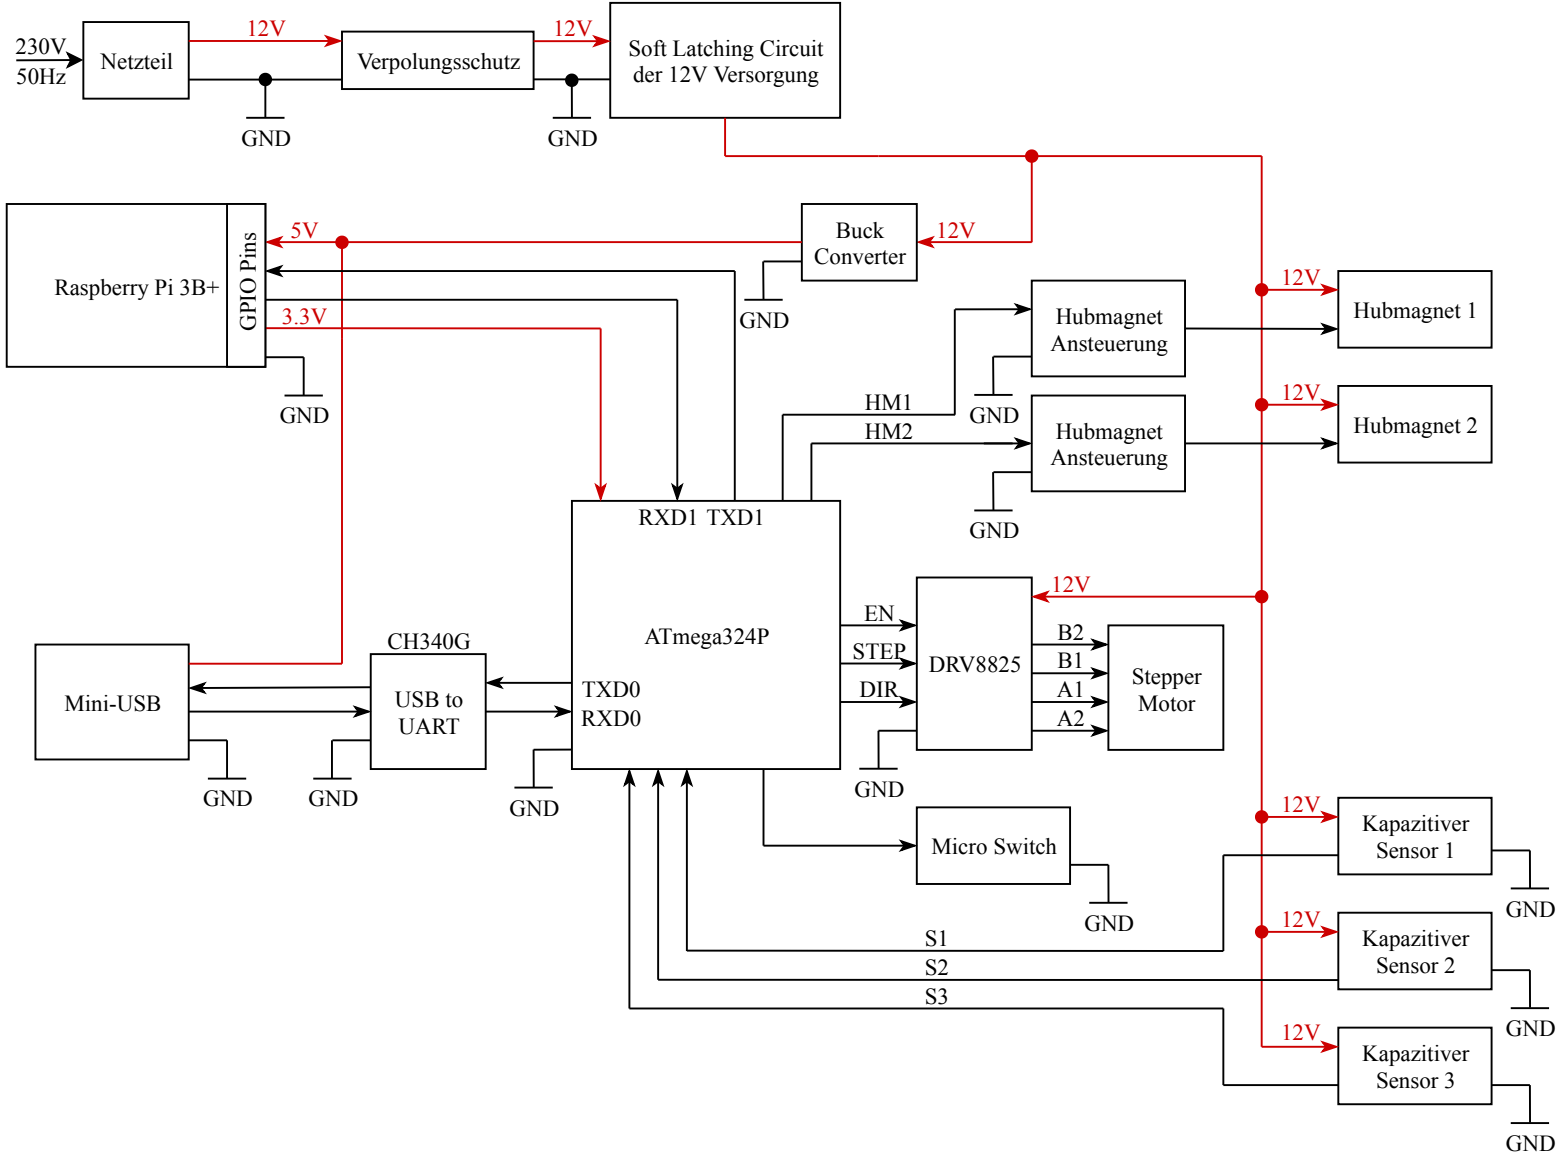 230V
50Hz
Netzteil
12V
GND
Verpolungsschutz
12V
GND
Soft Latching Circuit
der 12V Versorgung
Raspberry Pi 3B+
GPIO Pins
5V
3.3V
GND
Buck
Converter
12V
GND
Hubmagnet
Ansteuerung
GND
12V
Hubmagnet 1
HM1
HM2
Hubmagnet
Ansteuerung
GND
12V
Hubmagnet 2
RXD1 TXD1
ATmega324P
TXD0
RXD0
GND
EN
STEP
DIR
DRV8825
12V
GND
B2
B1
A1
A2
Stepper
Motor
Mini-USB
GND
CH340G
USB to
UART
GND
Micro Switch
GND
12V
Kapazitiver
Sensor 1
GND
S1
S2
S3
12V
Kapazitiver
Sensor 2
GND
12V
Kapazitiver
Sensor 3
GND